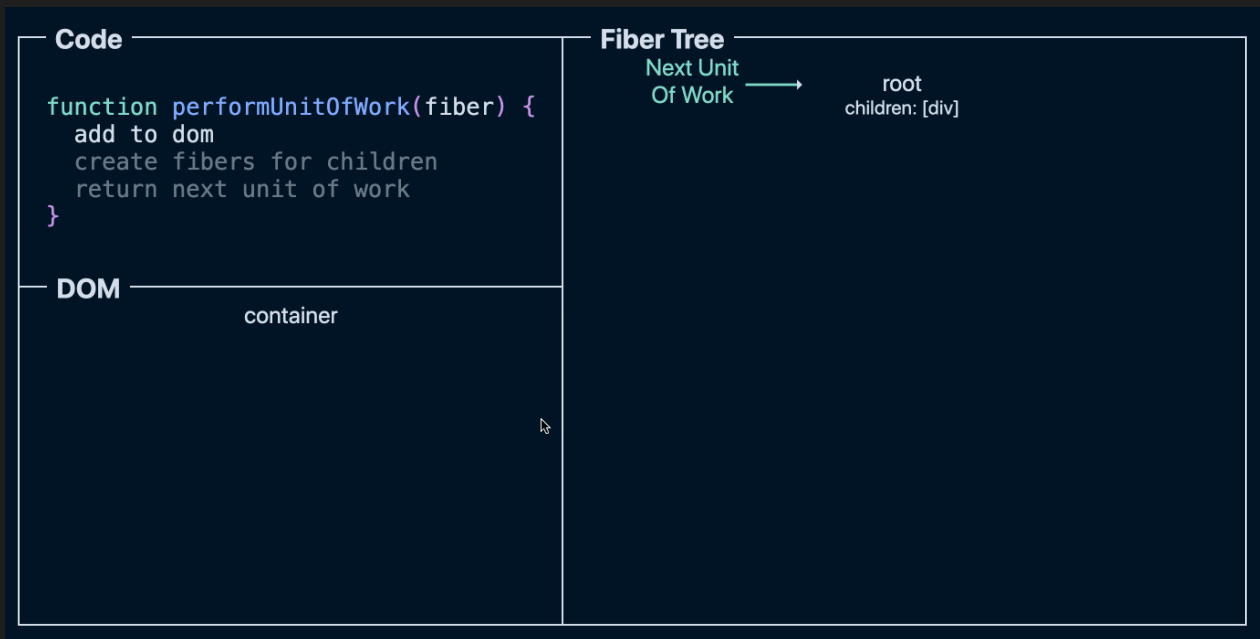 Code
function performUnitOfWork(fiber) {
add to dom
create fibers for children
return next unit of work
}
DOM
container
Fiber Tree
Next Unit
Of Work
root
children: [div]